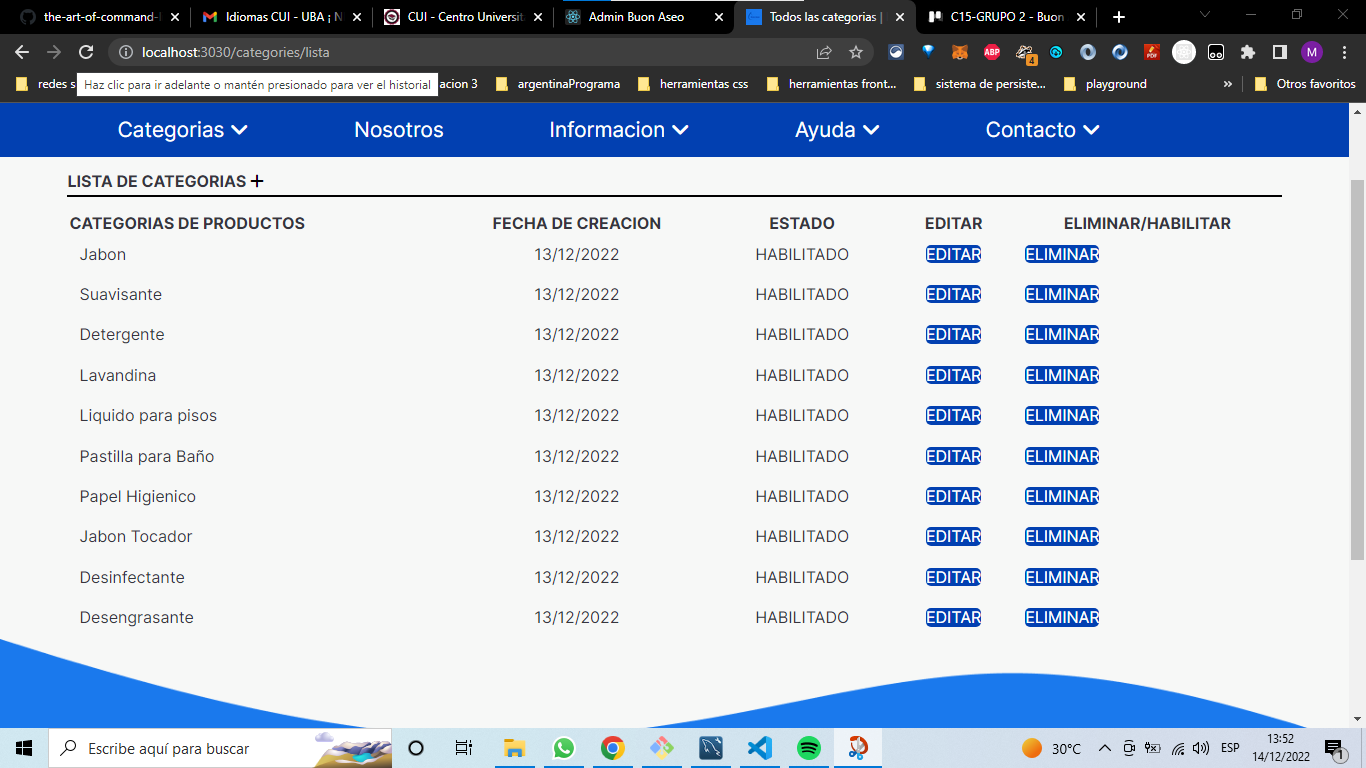 the-art-of-command-l
Idiomas CUI - UBA ¡ N
CUI - Centro Universit
Admin Buon Aseo
Todos las categorias |
C15-GRUPO 2 - Buon
localhost:3030/categories/lista
ABP
4
PDF
M
redes s
Haz clic para ir adelante o mantén presionado para ver el historial
acion 3
argentinaPrograma
herramientas css
herramientas front...
sistema de persiste...
playground
»
Otros favoritos
Categorias
Nosotros
Informacion
Ayuda
Contacto
LISTA DE CATEGORIAS +
CATEGORIAS DE PRODUCTOS FECHA DE CREACION ESTADO EDITAR ELIMINAR/HABILITAR
Jabon 13/12/2022 HABILITADO EDITAR ELIMINAR
Suavisante 13/12/2022 HABILITADO EDITAR ELIMINAR
Detergente 13/12/2022 HABILITADO EDITAR ELIMINAR
Lavandina 13/12/2022 HABILITADO EDITAR ELIMINAR
Liquido para pisos 13/12/2022 HABILITADO EDITAR ELIMINAR
Pastilla para Baño 13/12/2022 HABILITADO EDITAR ELIMINAR
Papel Higienico 13/12/2022 HABILITADO EDITAR ELIMINAR
Jabon Tocador 13/12/2022 HABILITADO EDITAR ELIMINAR
Desinfectante 13/12/2022 HABILITADO EDITAR ELIMINAR
Desengrasante 13/12/2022 HABILITADO EDITAR ELIMINAR
Escribe aquí para buscar
30°C
ESP
13:52
14/12/2022
1